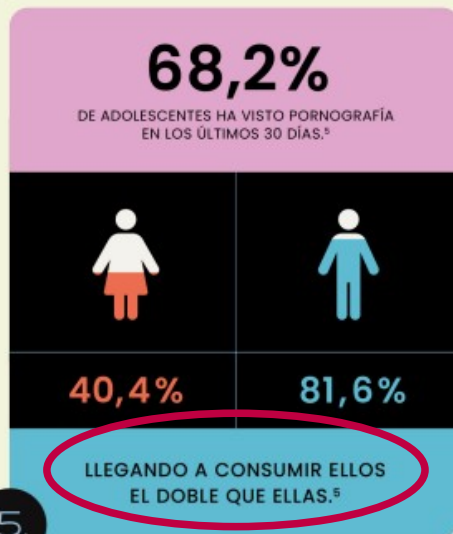 68,2%
DE ADOLESCENTES HA VISTO PORNOGRAFÍA
EN LOS ÚLTIMOS 30 DÍAS.⁵
40,4%
81,6%
LLEGANDO A CONSUMIR ELLOS
EL DOBLE QUE ELLAS.⁵
5.